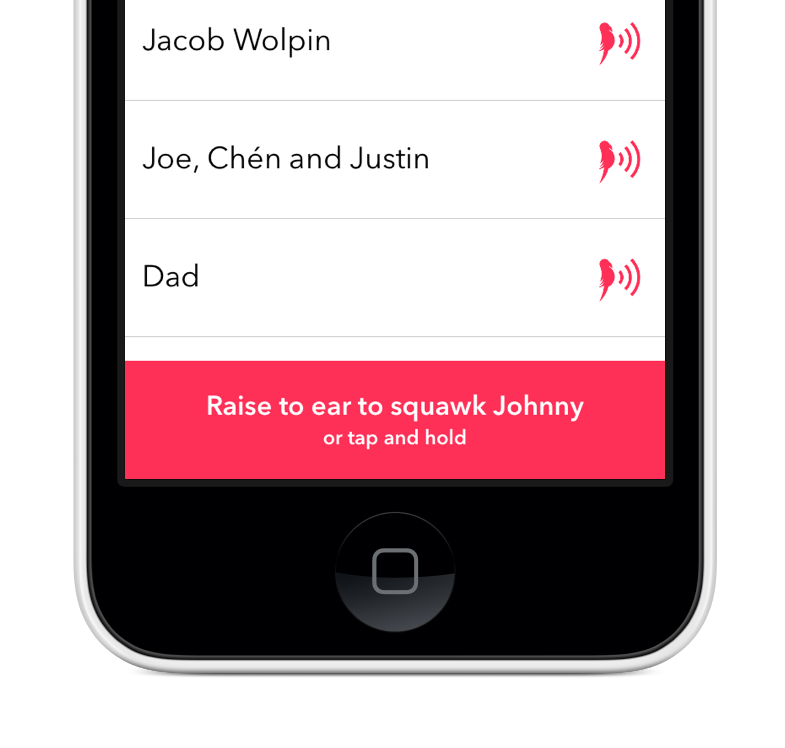 Jacob Wolpin
Joe, Chén and Justin
Dad
Raise to ear to squawk Johnny
or tap and hold